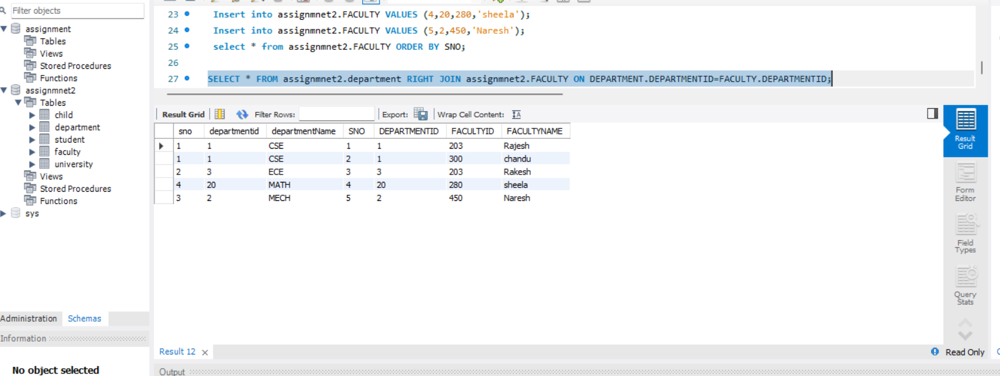 Filter objects
assignment
Tables
Views
Stored Procedures
Functions
assignmnet2
Tables
child
department
student
faculty
university
Views
Stored Procedures
Functions
sys
Administration Schemas
Information
No object selected
23 Insert into assignmnet2.FACULTY VALUES (4,20,280,'sheela');
24 Insert into assignmnet2.FACULTY VALUES (5,2,450,'Naresh');
25 select * from assignmnet2.FACULTY ORDER BY SNO;
26
27 SELECT * FROM assignmnet2.department RIGHT JOIN assignmnet2.FACULTY ON DEPARTMENT.DEPARTMENTID=FACULTY.DEPARTMENTID;
Result Grid Filter Rows: Export: Wrap Cell Content: IA
sno departmentid departmentName SNO DEPARTMENTID FACULTYID FACULTYNAME
1 1 CSE 1 1 203 Rajesh
1 1 CSE 2 1 300 chandu
2 3 ECE 3 3 203 Rakesh
4 20 MATH 4 20 280 sheela
3 2 MECH 5 2 450 Naresh
Result
Grid
Form
Editor
Field
Types
Query
Stats
Result 12
Read Only
Output